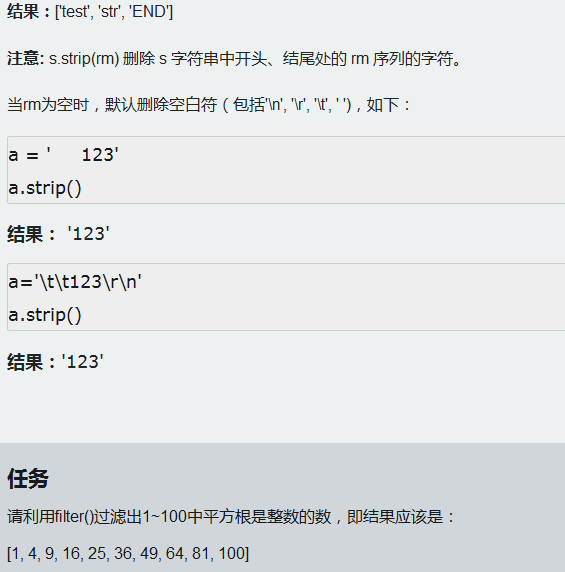 结果：['test', 'str', 'END']
注意: s.strip(rm) 删除 s 字符串中开头、结尾处的 rm 序列的字符。
当rm为空时，默认删除空白符（包括'\n', '\r', '\t', ' ')，如下：
a = '     123'
a.strip()
结果： '123'
a='\t\t123\r\n'
a.strip()
结果：'123'
任务
请利用filter()过滤出1~100中平方根是整数的数，即结果应该是：
[1, 4, 9, 16, 25, 36, 49, 64, 81, 100]